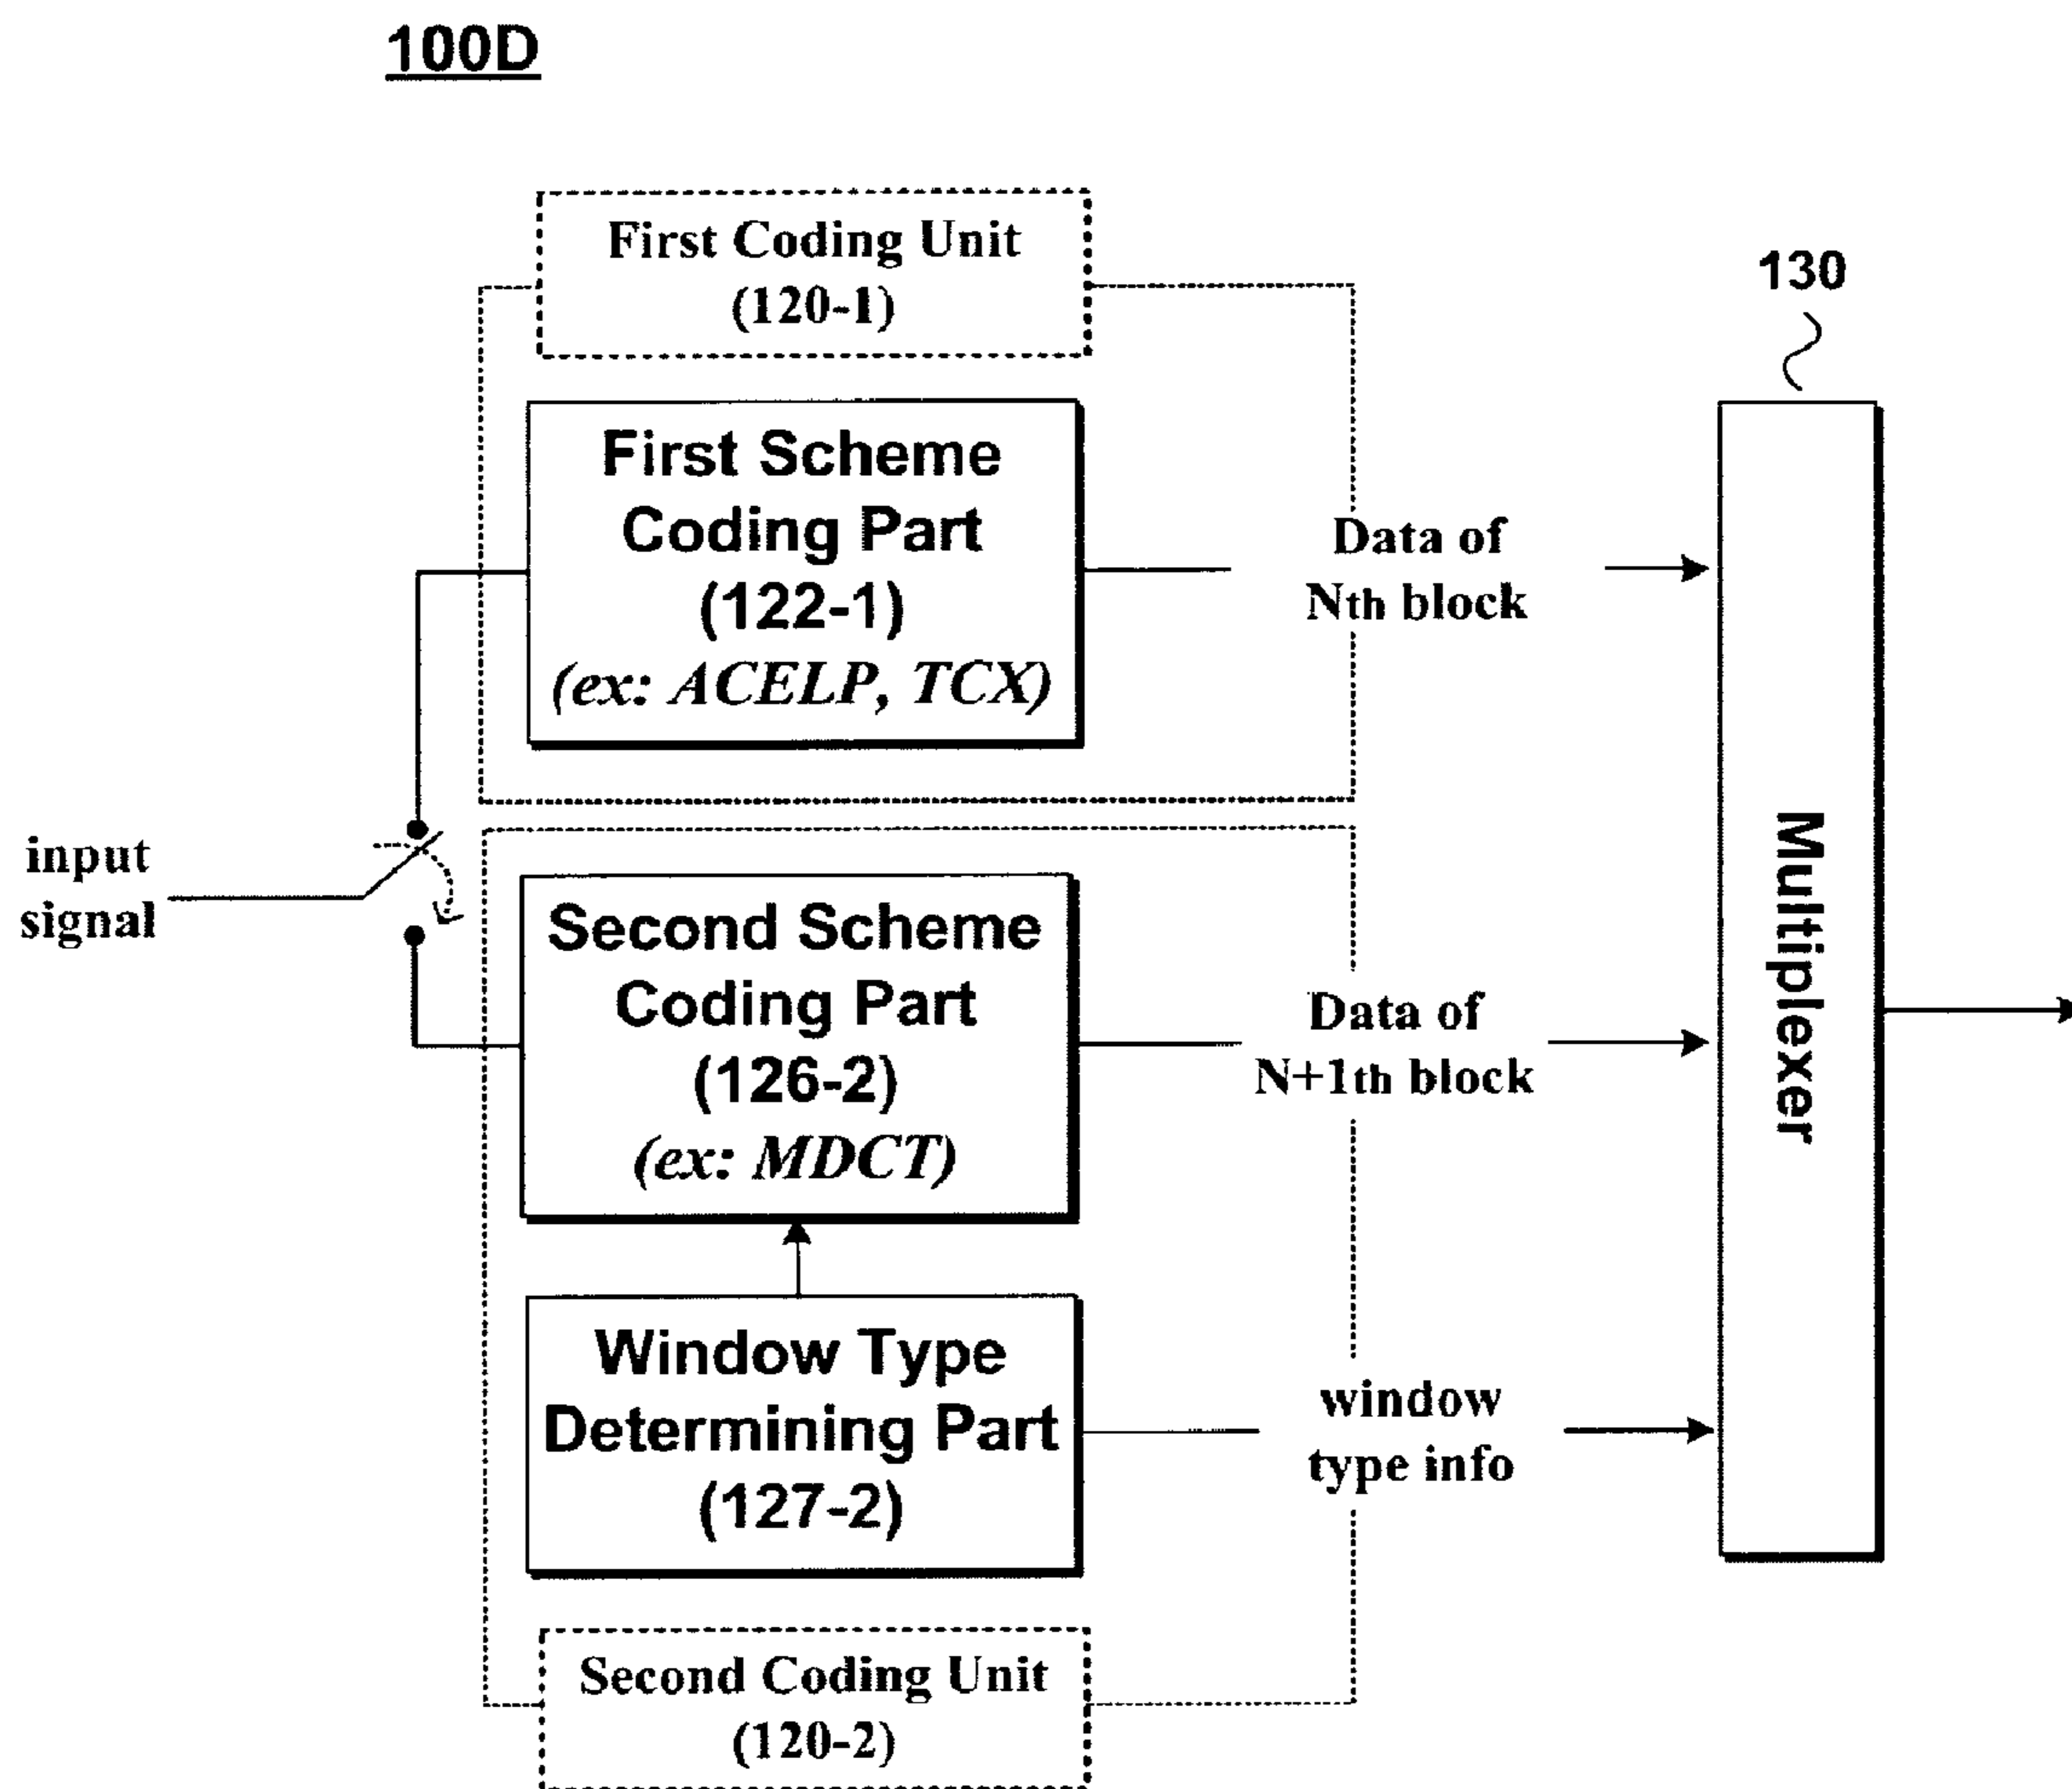 100D
First Coding Unit
(120-1)
130
First Scheme
Coding Part
(122-1)
(ex: ACELP, TCX)
Data of
Nth block
input
signal
Second Scheme
Coding Part
(126-2)
(ex: MDCT)
Data of
N+1th block
Multiplexer
Window Type
Determining Part
(127-2)
window
type info
Second Coding Unit
(120-2)